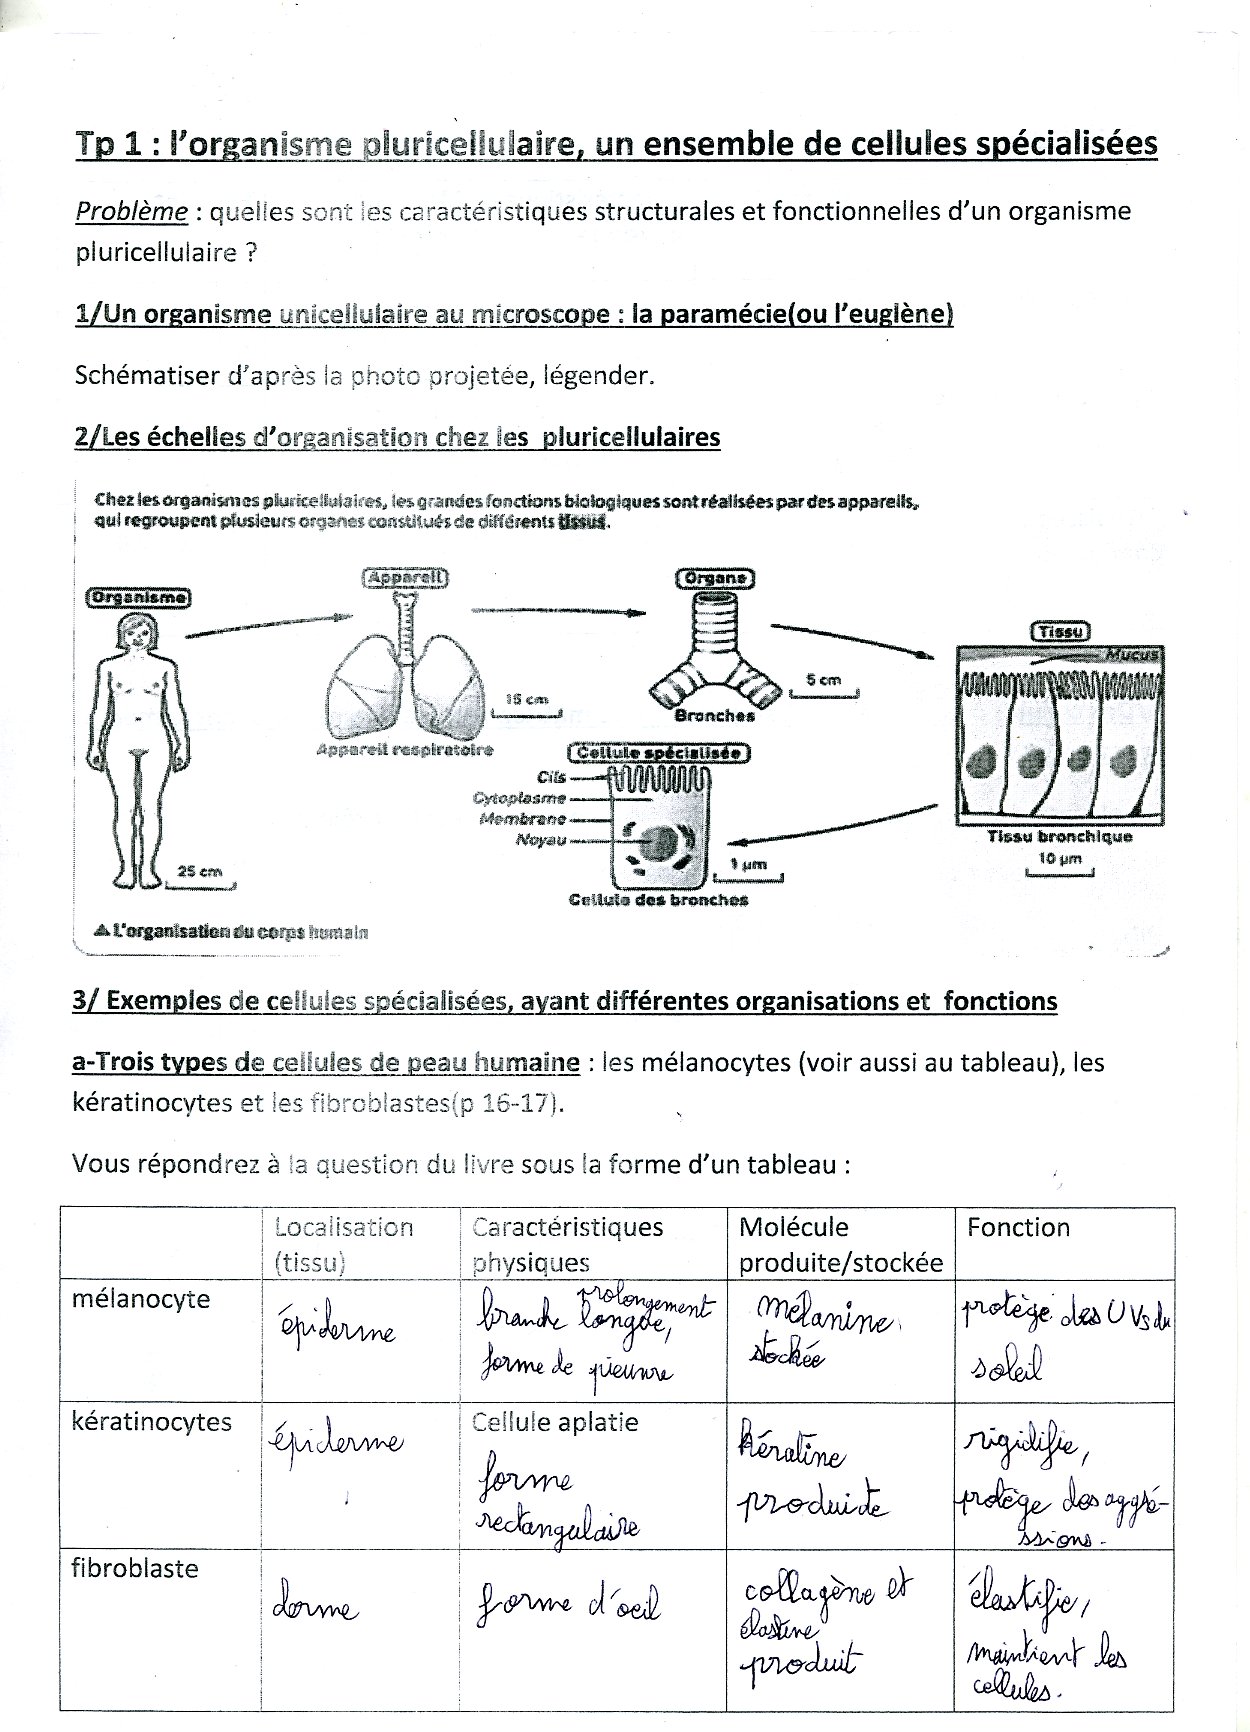 Tp 1 : l'organisme pluricellulaire, un ensemble de cellules spécialisées
Problème : quelles sont les caractéristiques structurales et fonctionnelles d'un organisme
pluricellulaire ?
1/Un organisme unicellulaire au microscope : la paramécie(ou l'euglène)
Schématiser d'après la photo projetée, légender.
2/Les échelles d'organisation chez les pluricellulaires
Chez les organismes pluricellulaires, les grandes fonctions biologiques sont réalisées par des appareils,
qui regroupent plusieurs organes constitués de différents tissus.
Organisme
25 cm
Appareil
15 cm
Appareil respiratoire
Organe
5 cm
Bronches
Tissu
Mucus
Tissu bronchique
10 µm
Cellule spécialisée
Cils
Cytoplasme
Membrane
Noyau
1 µm
Cellule des bronches
▲ L'organisation du corps humain
3/ Exemples de cellules spécialisées, ayant différentes organisations et fonctions
a-Trois types de cellules de peau humaine : les mélanocytes (voir aussi au tableau), les
kératinocytes et les fibroblastes(p 16-17).
Vous répondrez à la question du livre sous la forme d'un tableau :
Localisation
(tissu)
Caractéristiques
physiques
Molécule
produite/stockée
Fonction
mélanocyte
épiderme
branche longue,
prolongement
forme de pieuvre
mélanine
stockée
protège des UVs du
soleil
kératinocytes
épiderme
Cellule aplatie
forme
rectangulaire
kératine
produite
rigidifie,
protège des aggré-
ssions.
fibroblaste
derme
forme d'oeil
collagène et
élastine
produit
élastifie,
maintient les
cellules.